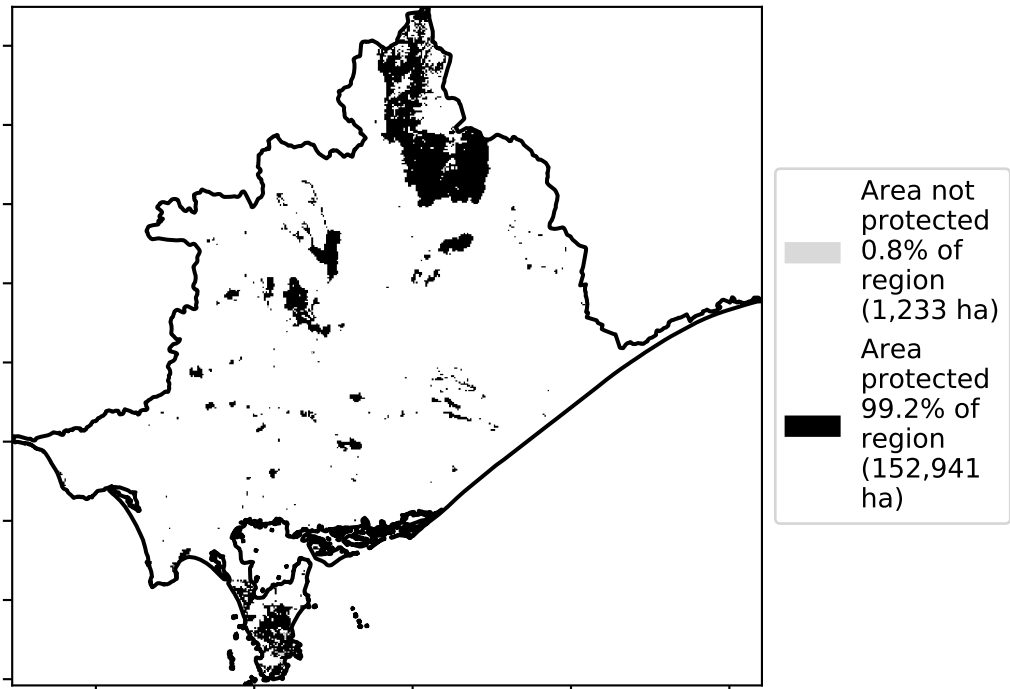 Area not
protected
0.8% of
region
(1,233 ha)
Area
protected
99.2% of
region
(152,941
ha)